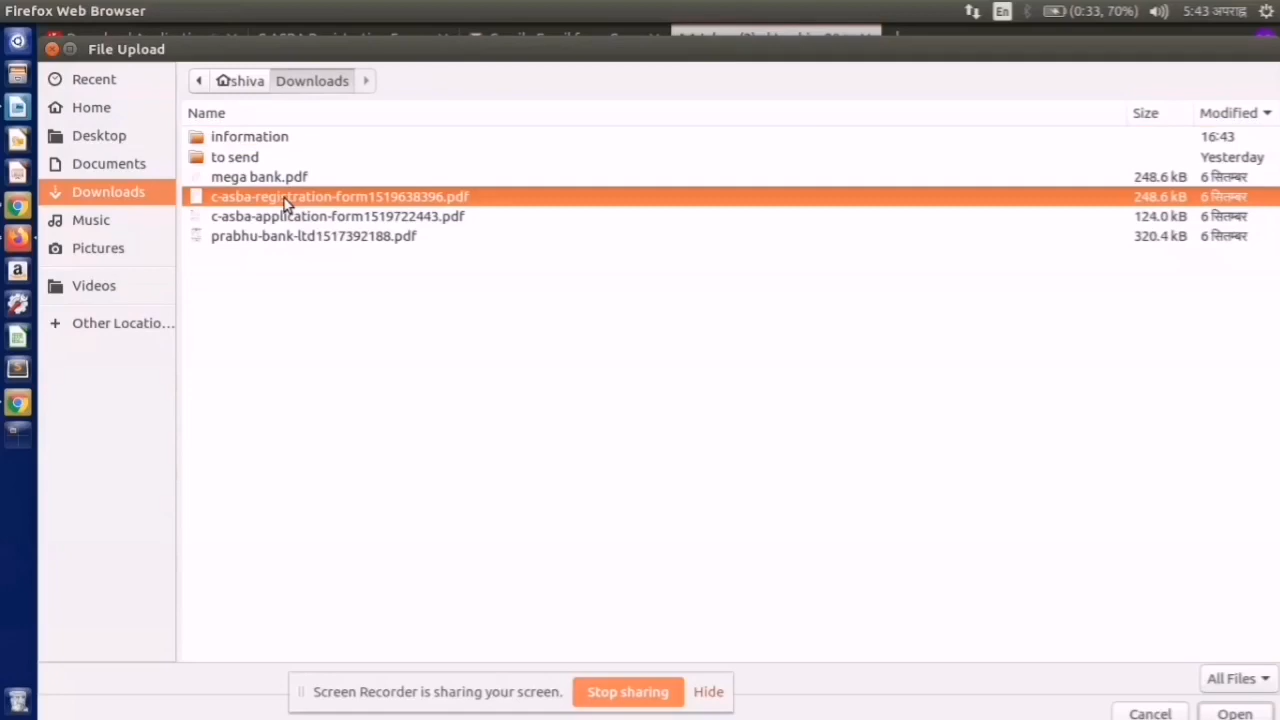 Firefox Web Browser
En (0:33, 70%) 5:43 अपराह्न
File Upload
Recent
Home
Desktop
Documents
Downloads
Music
Pictures
Videos
Other Locatio...
shiva Downloads
Name Size Modified
information 16:43
to send Yesterday
mega bank.pdf 248.6 kB 6 सितम्बर
c-asba-registration-form1519638396.pdf 248.6 kB 6 सितम्बर
c-asba-application-form1519722443.pdf 124.0 kB 6 सितम्बर
prabhu-bank-ltd1517392188.pdf 320.4 kB 6 सितम्बर
All Files
Screen Recorder is sharing your screen. Stop sharing Hide
Cancel Open